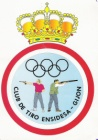 CLUB DE TIRO ENSIDESA - GIJON